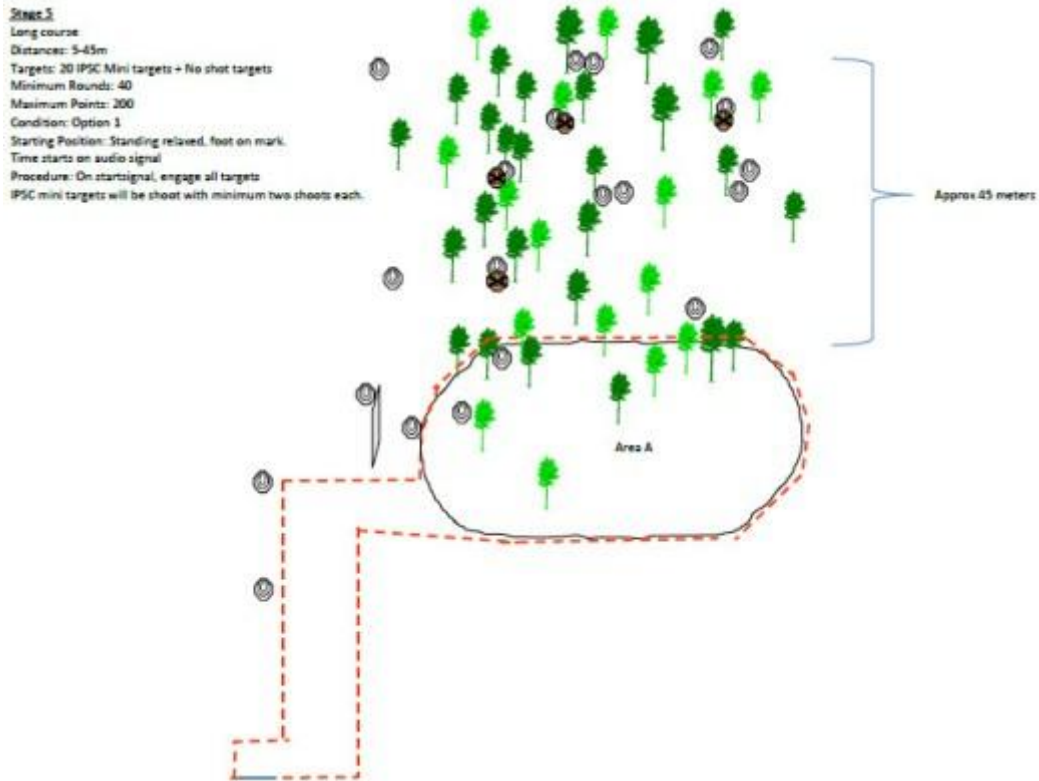 Stage 5
Long course
Distances: 5-45m
Targets: 20 IPSC Mini targets + No shot targets
Minimum Rounds: 40
Maximum Points: 200
Condition: Option 1
Starting Position: Standing relaxed, foot on mark.
Time starts on audio signal
Procedure: On startsignal, engage all targets
IPSC mini targets will be shoot with minimum two shoots each.
Approx 45 meters
Area A